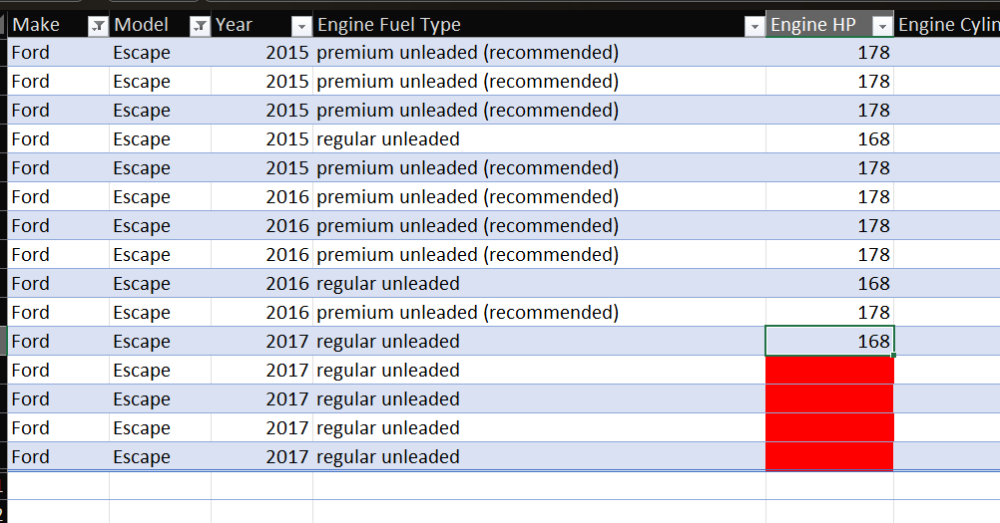 Make Model Year Engine Fuel Type Engine HP Engine Cylin
Ford Escape 2015 premium unleaded (recommended) 178
Ford Escape 2015 premium unleaded (recommended) 178
Ford Escape 2015 premium unleaded (recommended) 178
Ford Escape 2015 regular unleaded 168
Ford Escape 2015 premium unleaded (recommended) 178
Ford Escape 2016 premium unleaded (recommended) 178
Ford Escape 2016 premium unleaded (recommended) 178
Ford Escape 2016 premium unleaded (recommended) 178
Ford Escape 2016 regular unleaded 168
Ford Escape 2016 premium unleaded (recommended) 178
Ford Escape 2017 regular unleaded 168
Ford Escape 2017 regular unleaded
Ford Escape 2017 regular unleaded
Ford Escape 2017 regular unleaded
Ford Escape 2017 regular unleaded